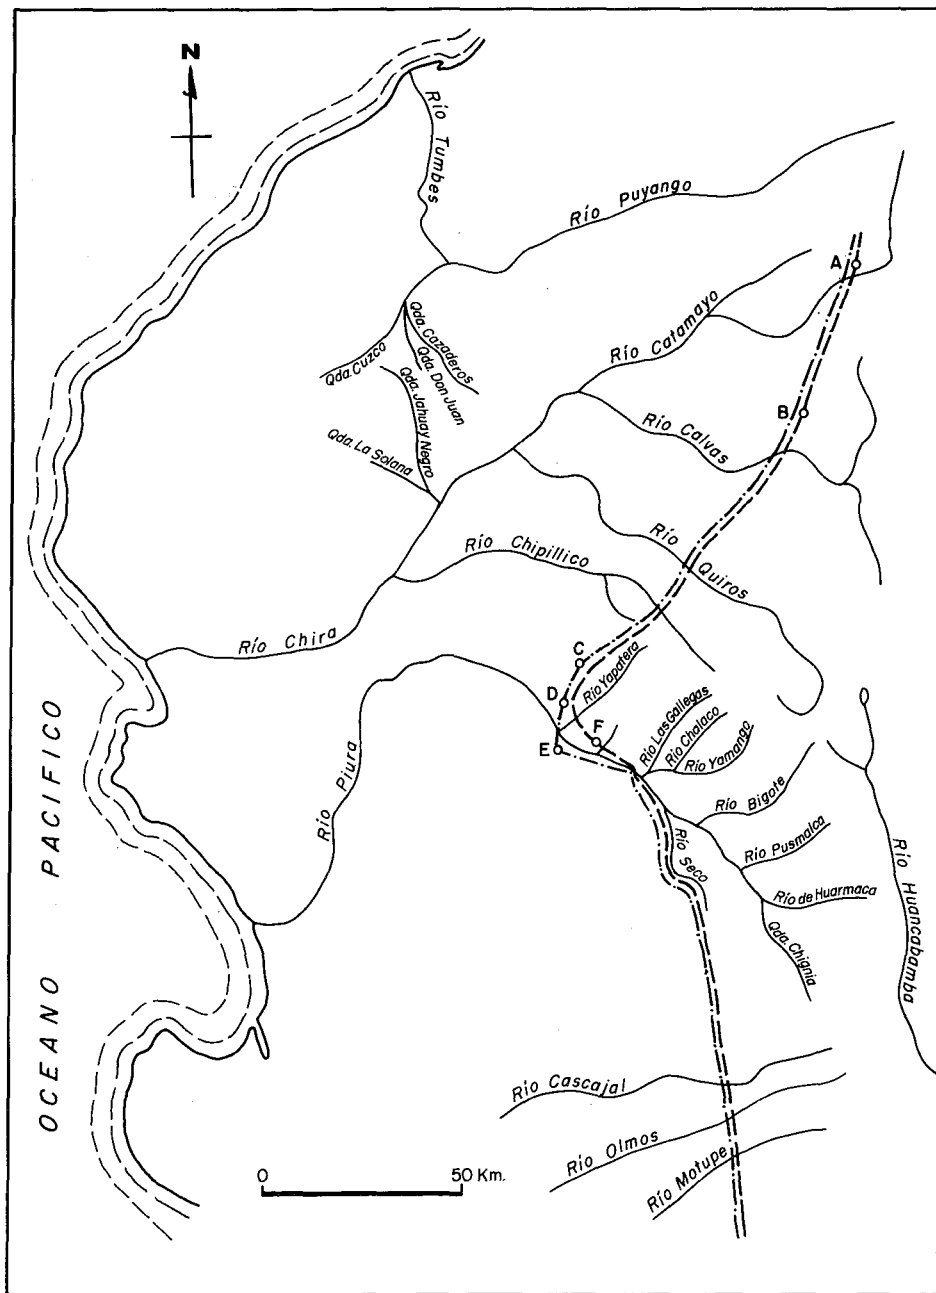 N
Río Tumbes
Río Puyango
A
Río Catamayo
Qda. Cazaderos
Qda. Cuzco
Qda. Don Juan
Qda. Jahuay Negro
B
Río Calvas
Qda. La Solana
Río Quiros
Río Chipillico
Río Chira
C
Río Yapatera
D
Río Las Gallegas
F
Río Chalaco
E
Río Yamango
Río Piura
Río Bigote
Río Seco
Río Pusmalca
Río Huancabamba
Río de Huarmaca
Qda. Chignia
OCEANO PACIFICO
Río Cascajal
Río Olmos
Río Motupe
0 50 Km.